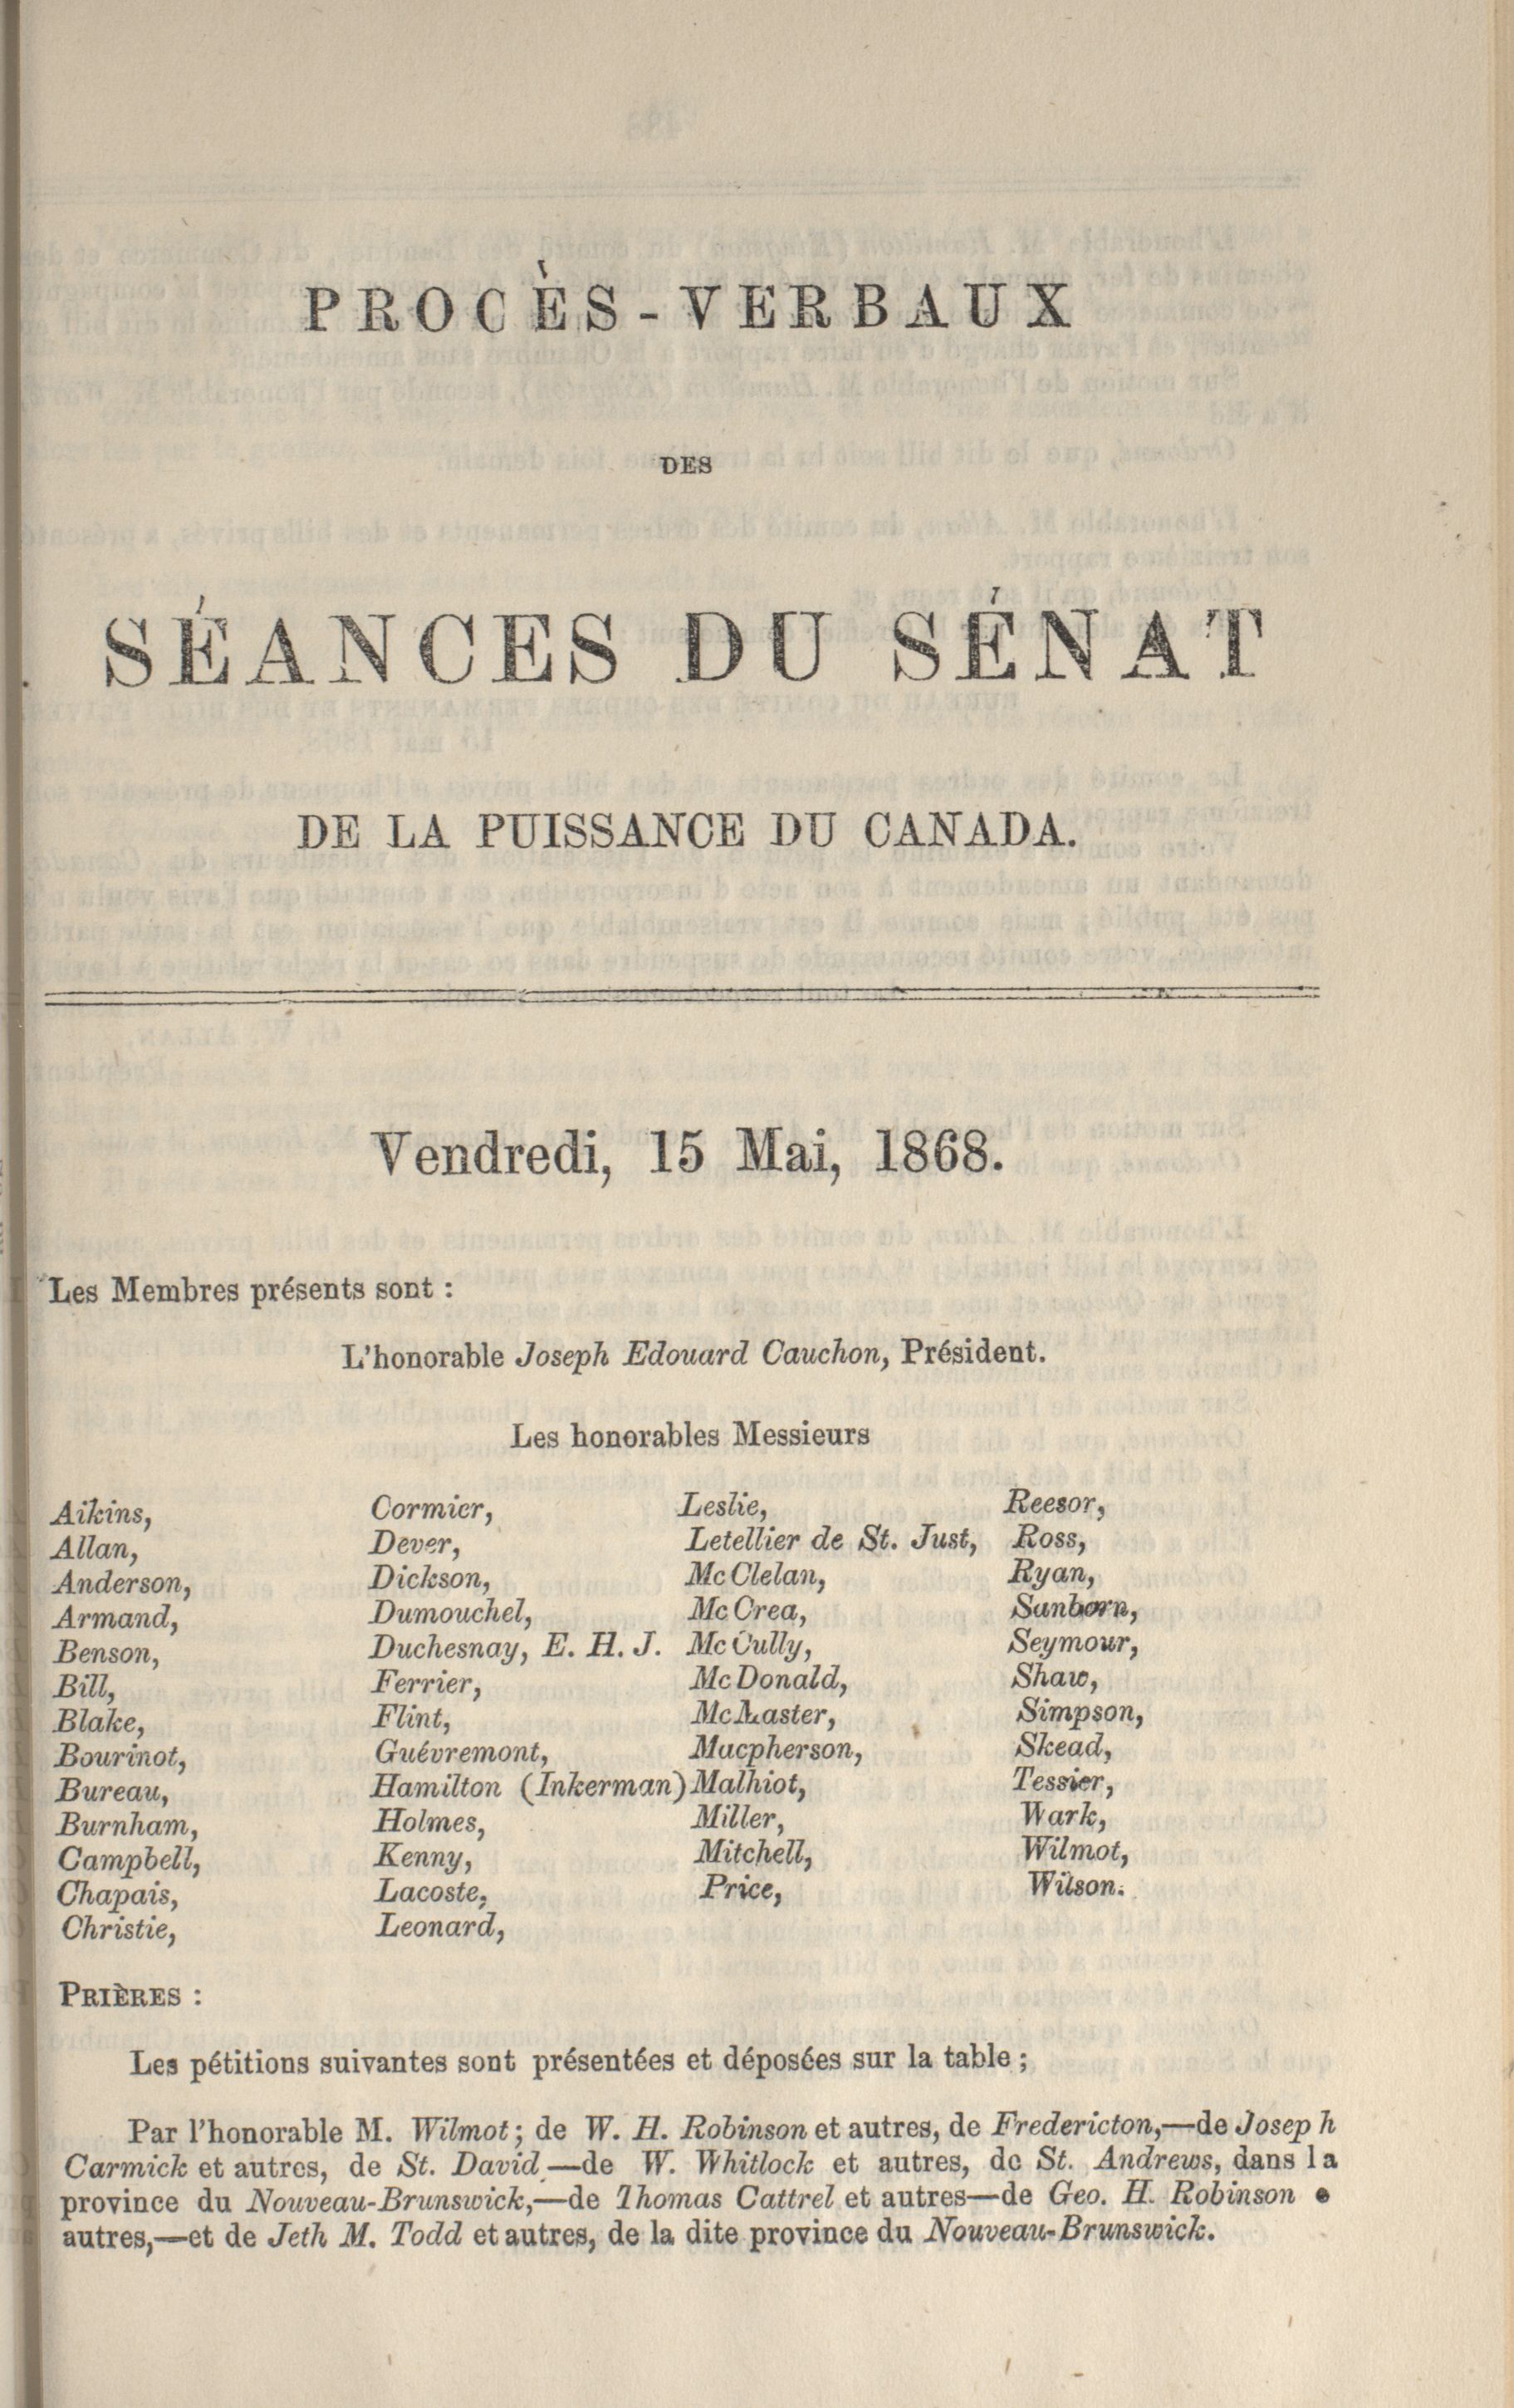 PROCÈS-VERBAUX
DES
SÉANCES DU SÉNAT
DE LA PUISSANCE DU CANADA.
Vendredi, 15 Mai, 1868.
Les Membres présents sont :
L'honorable Joseph Edouard Cauchon, Président.
Les honorables Messieurs
Aikins,
Allan,
Anderson,
Armand,
Benson,
Bill,
Blake,
Bourinot,
Bureau,
Burnham,
Campbell,
Chapais,
Christie,
Cormier,
Dever,
Dickson,
Dumouchel,
Duchesnay, E. H. J.
Ferrier,
Flint,
Guévremont,
Hamilton (Inkerman)
Holmes,
Kenny,
Lacoste,
Leonard,
Leslie,
Letellier de St. Just,
McClelan,
McCrea,
McCully,
McDonald,
McMaster,
Macpherson,
Malhiot,
Miller,
Mitchell,
Price,
Reesor,
Ross,
Ryan,
Sanborn,
Seymour,
Shaw,
Simpson,
Skead,
Tessier,
Wark,
Wilmot,
Wilson.
PRIÈRES :
Les pétitions suivantes sont présentées et déposées sur la table ;
Par l'honorable M. Wilmot ; de W. H. Robinson et autres, de Fredericton,—de Joseph
Carmick et autres, de St. David,—de W. Whitlock et autres, de St. Andrews, dans la
province du Nouveau-Brunswick,—de Thomas Cattrel et autres—de Geo. H. Robinson e
autres,—et de Jeth M. Todd et autres, de la dite province du Nouveau-Brunswick.